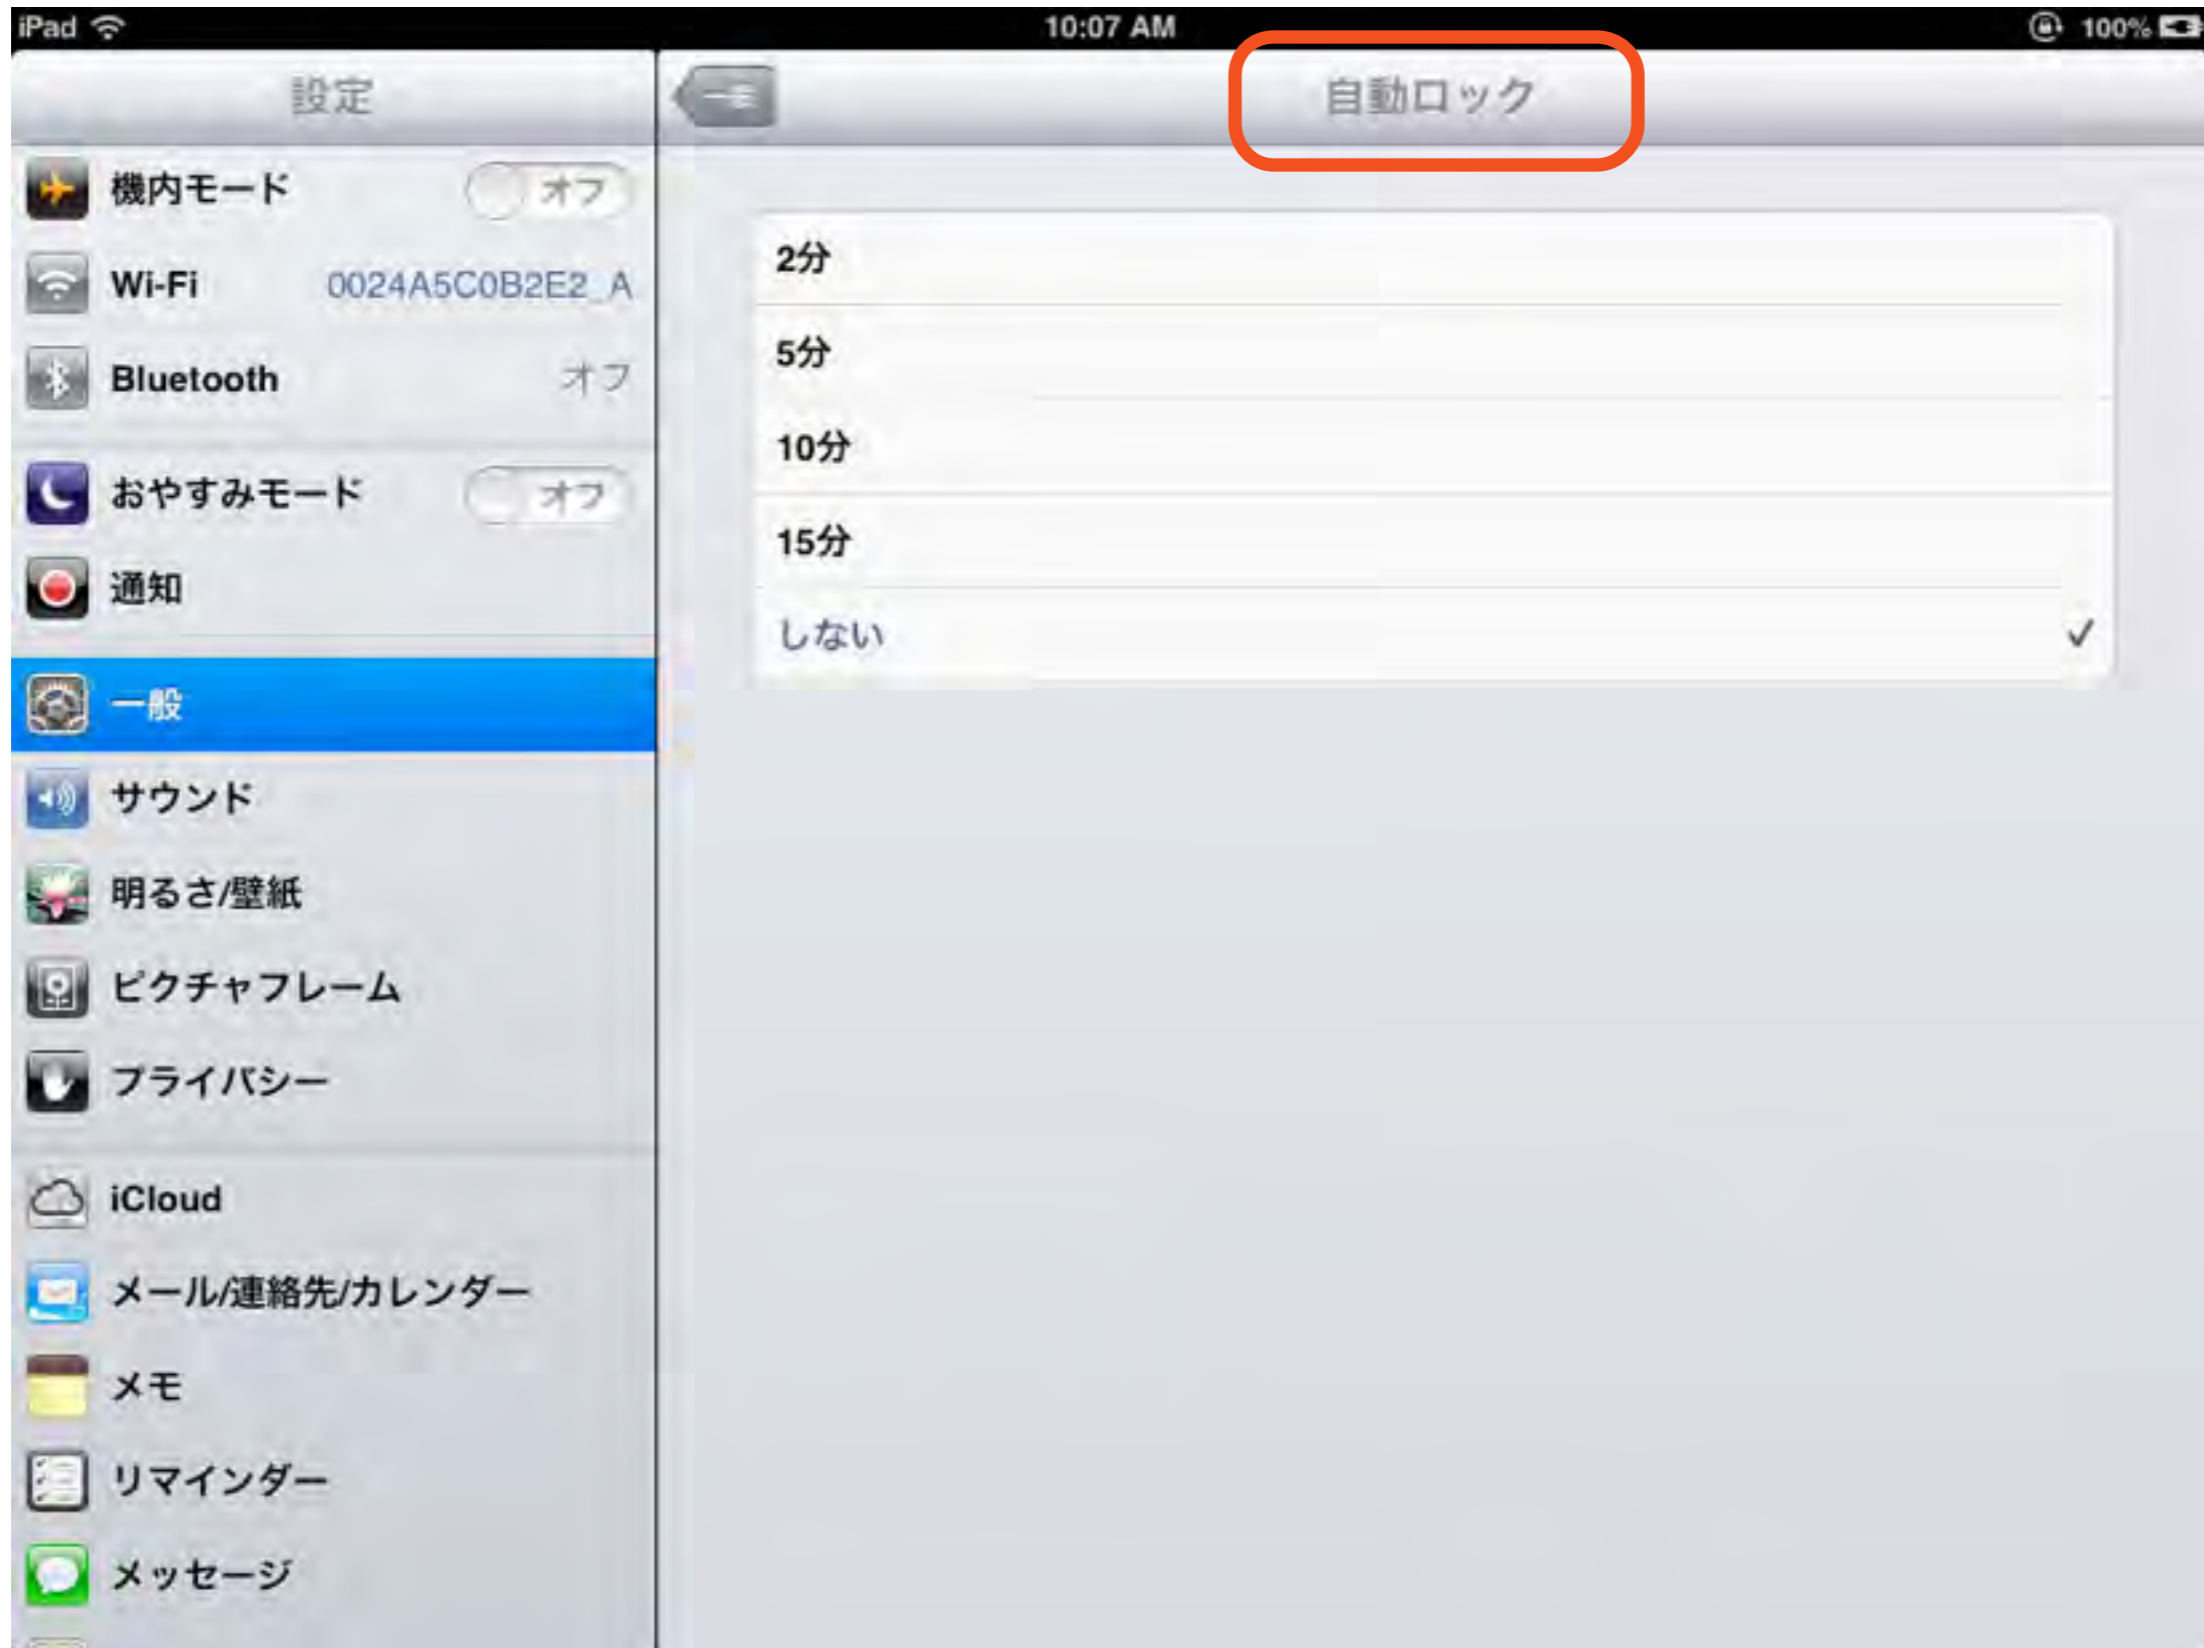 iPad 10:07 AM 100%
設定
自動ロック
機内モード オフ
Wi-Fi 0024A5C0B2E2_A
Bluetooth オフ
おやすみモード オフ
通知
一般
サウンド
明るさ/壁紙
ピクチャフレーム
プライバシー
iCloud
メール/連絡先/カレンダー
メモ
リマインダー
メッセージ
2分
5分
10分
15分
しない